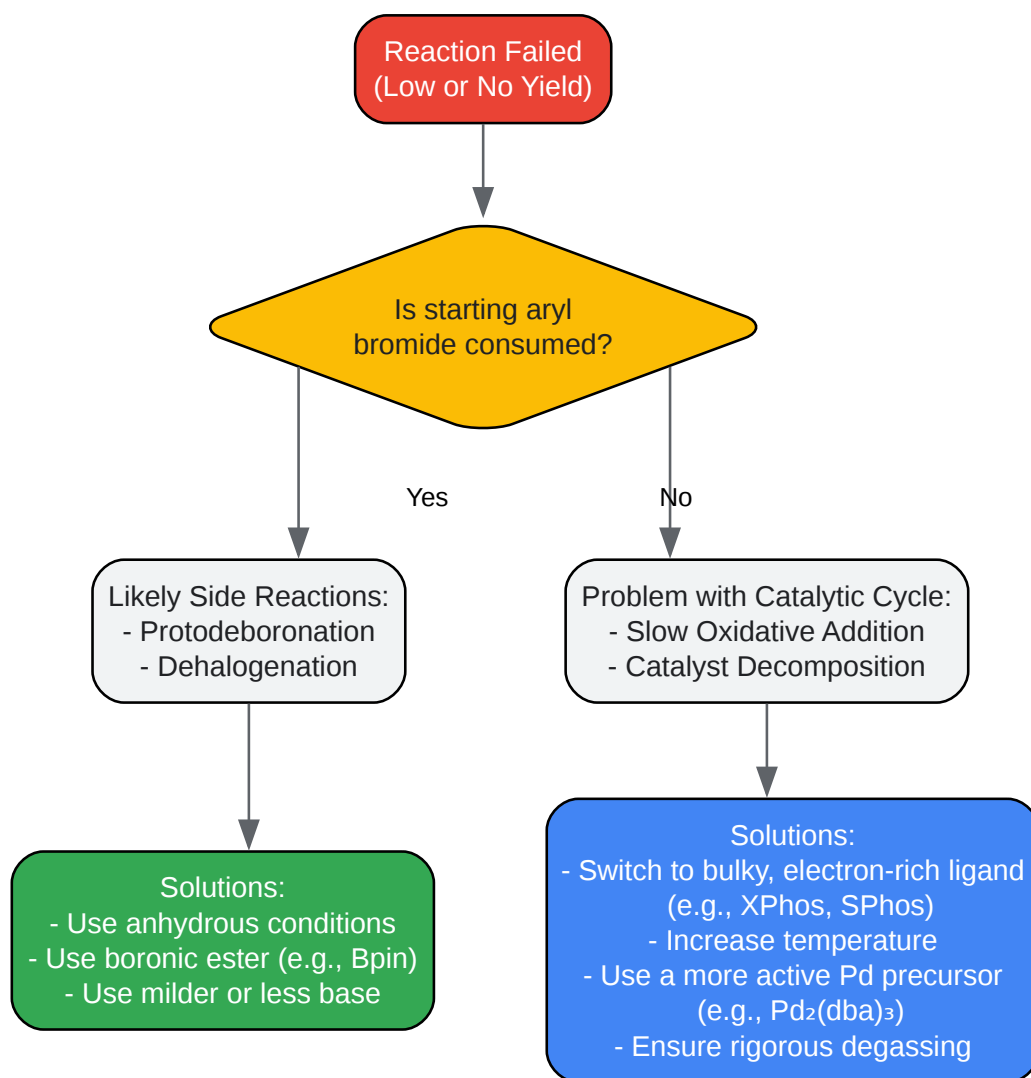 Reaction Failed
(Low or No Yield)
Is starting aryl
bromide consumed?
Yes
No
Likely Side Reactions:
- Protodeboronation
- Dehalogenation
Problem with Catalytic Cycle:
- Slow Oxidative Addition
- Catalyst Decomposition
Solutions:
- Use anhydrous conditions
- Use boronic ester (e.g., Bpin)
- Use milder or less base
Solutions:
- Switch to bulky, electron-rich ligand
(e.g., XPhos, SPhos)
- Increase temperature
- Use a more active Pd precursor
(e.g., Pd₂(dba)₃)
- Ensure rigorous degassing